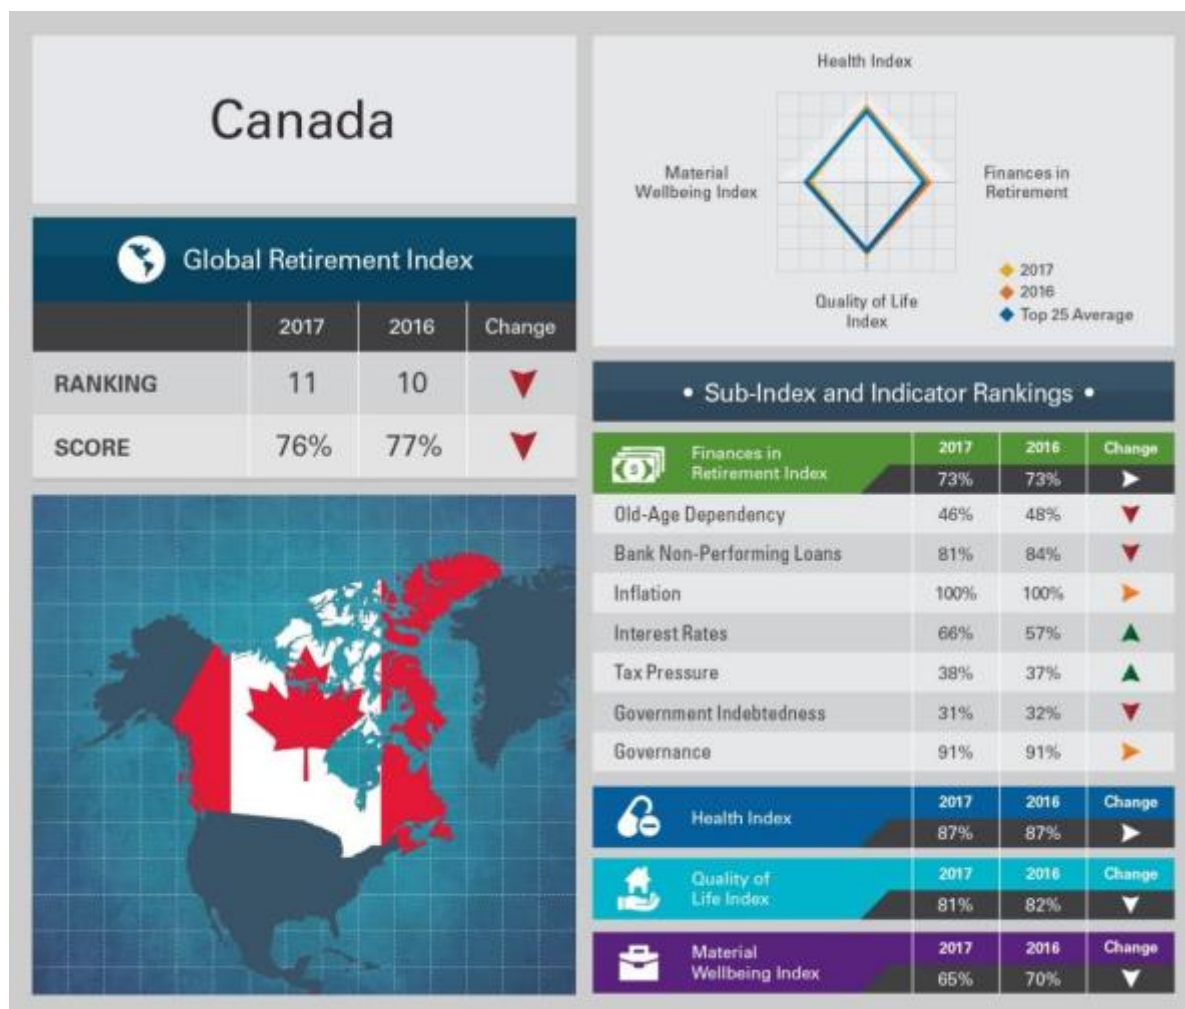 Canada
Global Retirement Index
2017 2016 Change
RANKING 11 10
SCORE 76% 77%
Health Index
Material
Wellbeing Index
Finances in
Retirement
Quality of Life
Index
2017
2016
Top 25 Average
• Sub-Index and Indicator Rankings •
Finances in
Retirement Index
2017 2016 Change
73% 73%
Old-Age Dependency 46% 48%
Bank Non-Performing Loans 81% 84%
Inflation 100% 100%
Interest Rates 66% 57%
Tax Pressure 38% 37%
Government Indebtedness 31% 32%
Governance 91% 91%
Health Index
2017 2016 Change
87% 87%
Quality of
Life Index
2017 2016 Change
81% 82%
Material
Wellbeing Index
2017 2016 Change
65% 70%